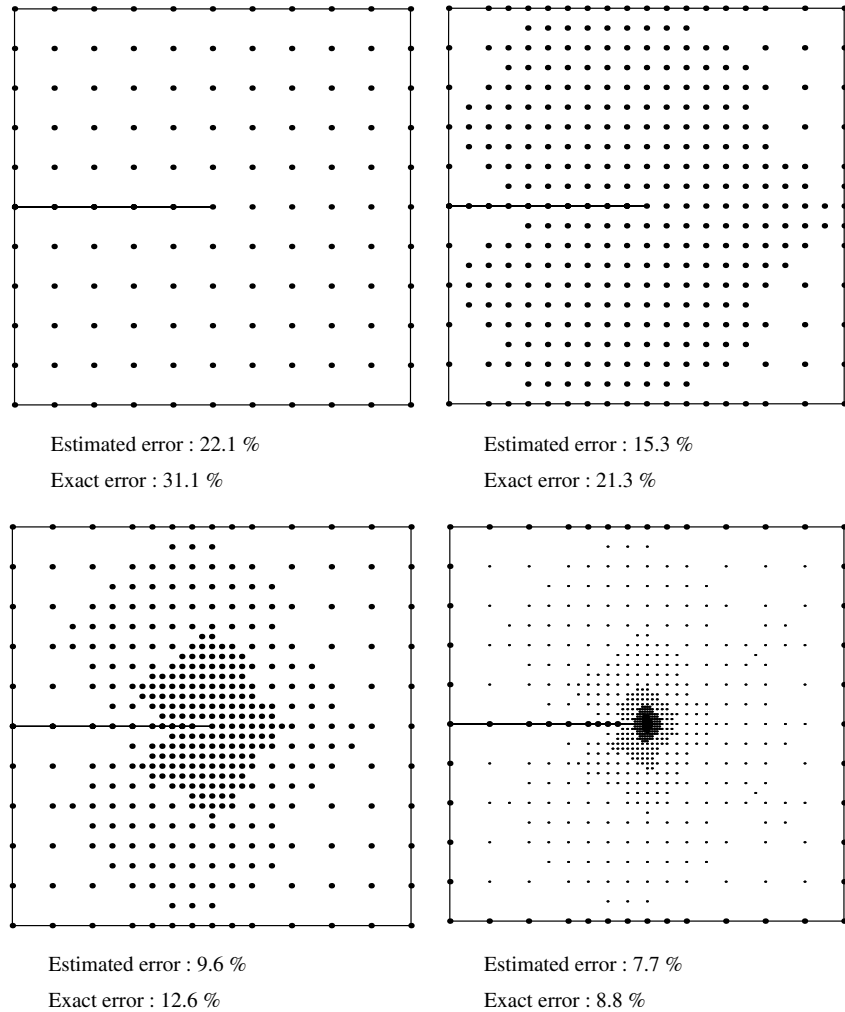 Estimated error : 22.1 %
Exact error : 31.1 %
Estimated error : 15.3 %
Exact error : 21.3 %
Estimated error : 9.6 %
Exact error : 12.6 %
Estimated error : 7.7 %
Exact error : 8.8 %